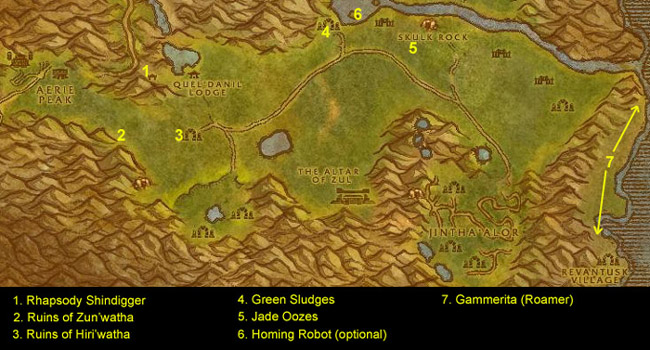 4
6
SKULK ROCK
5
1
AERIE
PEAK
QUEL'DANIL
LODGE
2
3
7
THE ALTAR
OF ZUL
JINTHA'ALOR
REVANTUSK
VILLAGE
1. Rhapsody Shindigger
2. Ruins of Zun'watha
3. Ruins of Hiri'watha
4. Green Sludges
5. Jade Oozes
6. Homing Robot (optional)
7. Gammerita (Roamer)